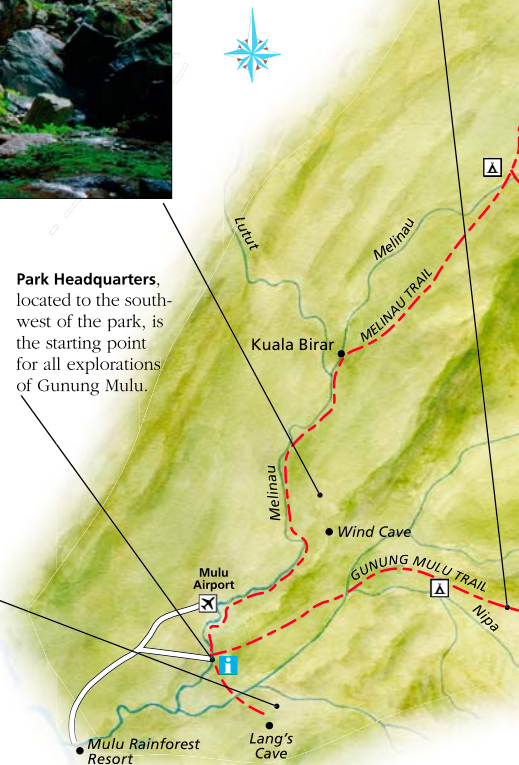 Lutut
Melinau
Park Headquarters,
located to the south-
west of the park, is
the starting point
for all explorations
of Gunung Mulu.
MELINAU TRAIL
Kuala Birar
Melinau
Wind Cave
Mulu
Airport
GUNUNG MULU TRAIL
Nipa
i
Mulu Rainforest
Resort
Lang's
Cave